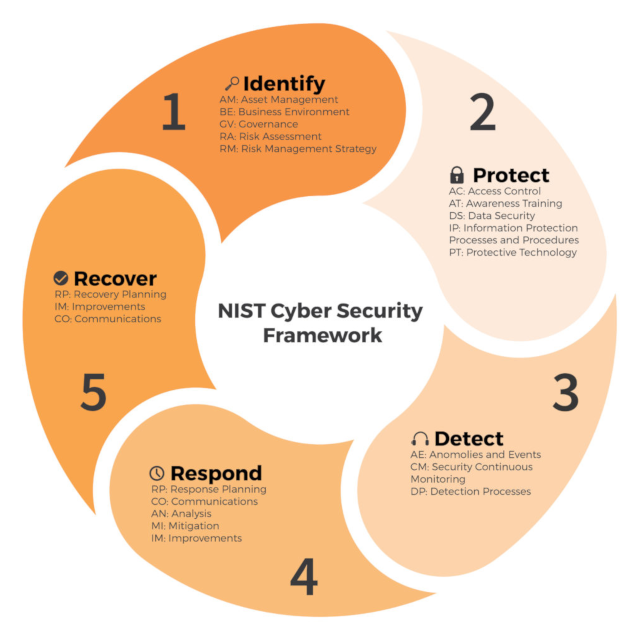 1
Identify
AM: Asset Management
BE: Business Environment
GV: Governance
RA: Risk Assessment
RM: Risk Management Strategy
2
Protect
AC: Access Control
AT: Awareness Training
DS: Data Security
IP: Information Protection
Processes and Procedures
PT: Protective Technology
3
Detect
AE: Anomolies and Events
CM: Security Continuous
Monitoring
DP: Detection Processes
4
Respond
RP: Response Planning
CO: Communications
AN: Analysis
MI: Mitigation
IM: Improvements
5
Recover
RP: Recovery Planning
IM: Improvements
CO: Communications
NIST Cyber Security
Framework